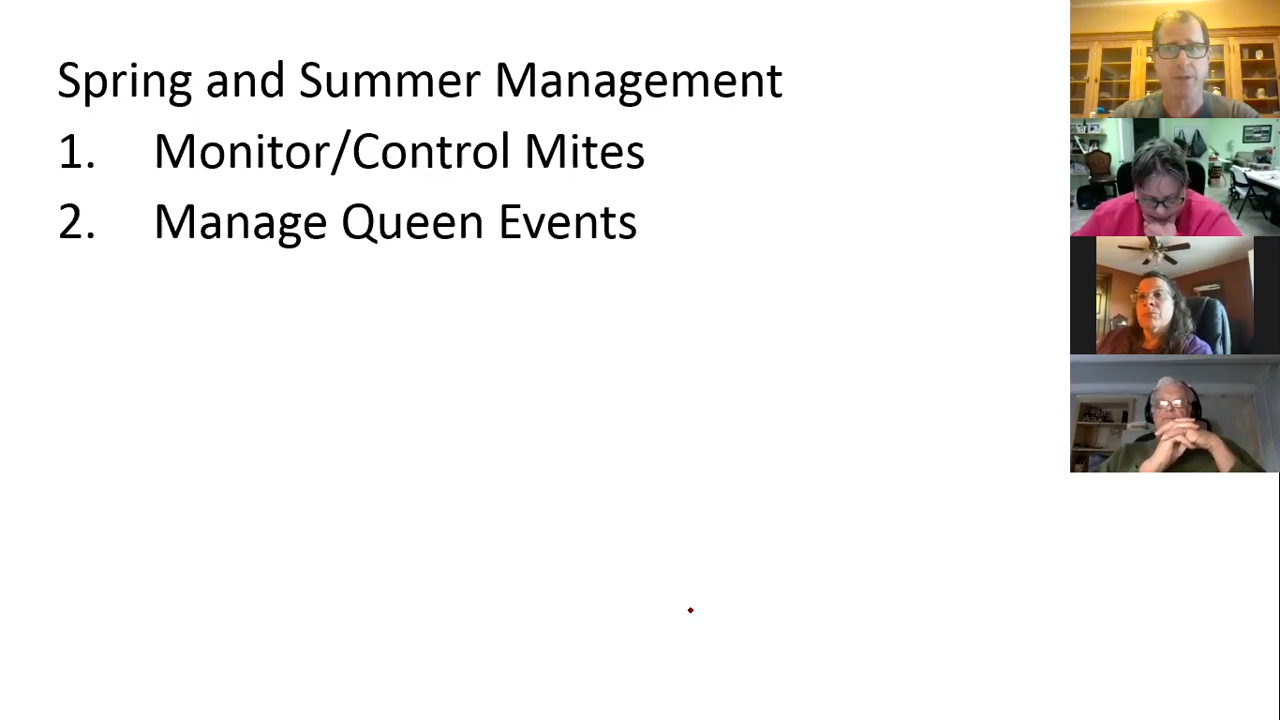 Spring and Summer Management
1. Monitor/Control Mites
2. Manage Queen Events